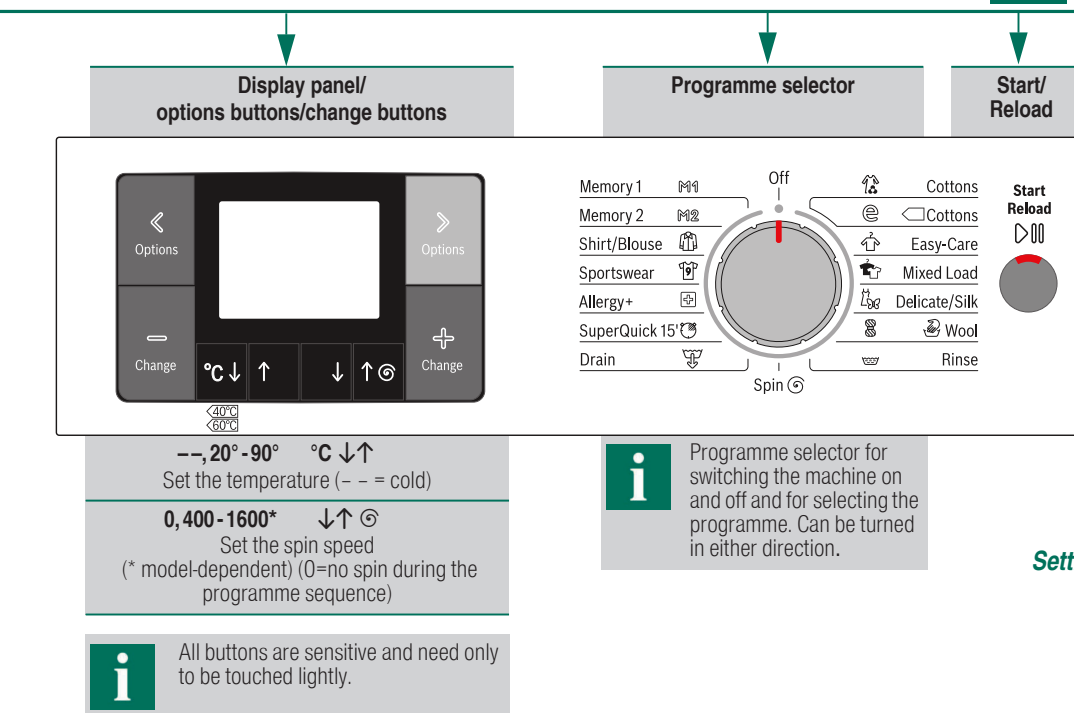 Display panel/
options buttons/change buttons
Programme selector
Start/
Reload
Options
Options
Change
Change
°C ↓ ↑ ↓ ↑
40°C
60°C
Memory 1 M1
Memory 2 M2
Shirt/Blouse
Sportswear 9
Allergy+
SuperQuick 15'
Drain
Off
Spin
Cottons
e Cottons
Easy-Care
Mixed Load
Delicate/Silk
Wool
Rinse
Start
Reload
– –, 20° - 90° °C ↓↑
Set the temperature (– – = cold)
0, 400 - 1600* ↓↑
Set the spin speed
(* model-dependent) (0=no spin during the
programme sequence)
i
All buttons are sensitive and need only
to be touched lightly.
i
Programme selector for
switching the machine on
and off and for selecting the
programme. Can be turned
in either direction.
Sett